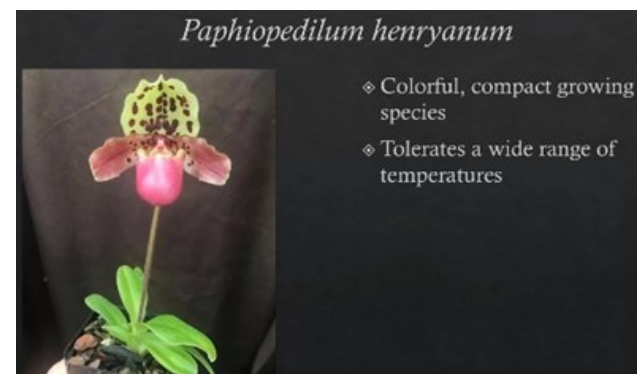 Paphiopedilum henryanum
Colorful, compact growing
species
Tolerates a wide range of
temperatures